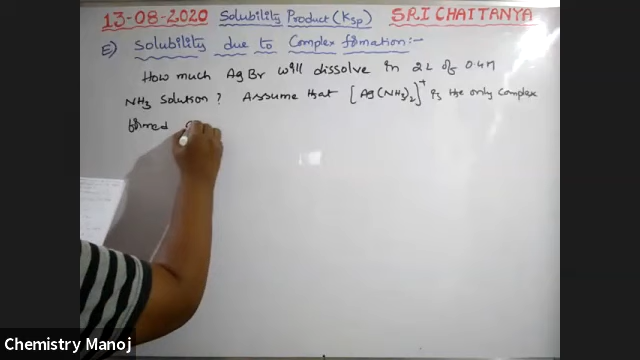 13-08-2020 Solubility Product (Ksp) SRI CHAITANYA
E) Solubility due to Complex formation:-
How much AgBr will dissolve in 2L of 0.4M
NH3 solution? Assume that [Ag(NH3)2]+ is the only complex
formed
Chemistry Manoj